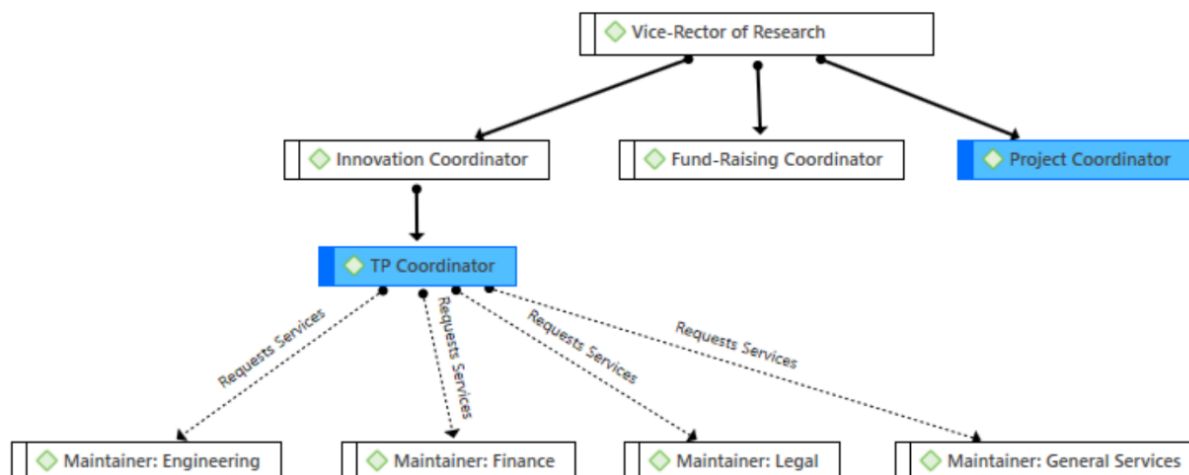 Vice-Rector of Research
Innovation Coordinator
Fund-Raising Coordinator
Project Coordinator
TP Coordinator
Requests Services
Requests Services
Requests Services
Requests Services
Maintainer: Engineering
Maintainer: Finance
Maintainer: Legal
Maintainer: General Services